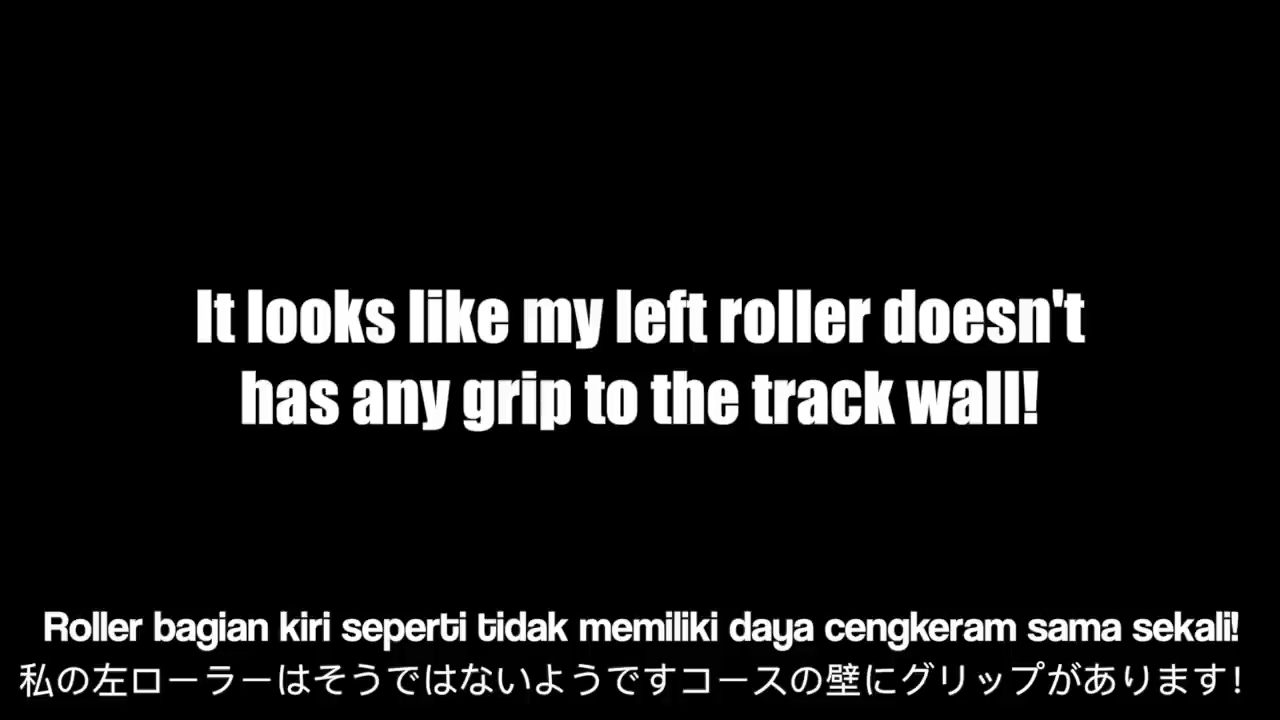 It looks like my left roller doesn't
has any grip to the track wall!
Roller bagian kiri seperti tidak memiliki daya cengkeram sama sekali!
私の左ローラーはそうではないようですコースの壁にグリップがあります!